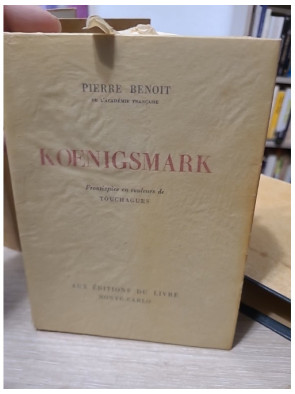 PIERRE BENOIT
DE L'ACADÉMIE FRANÇAISE
KŒNIGSMARK
Frontispice en couleurs de
TOUCHAGUES
AUX ÉDITIONS DU LIVRE
MONTE-CARLO